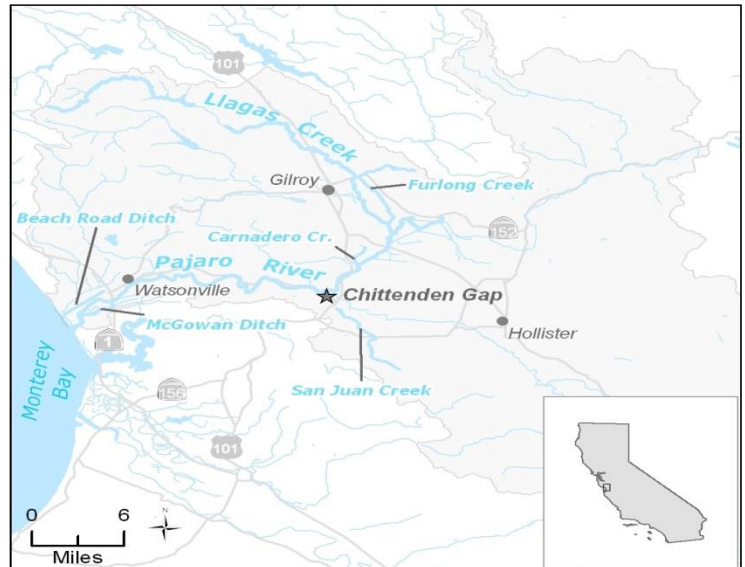 101
Llagas Creek
Gilroy
Furlong Creek
Beach Road Ditch
Carnadero Cr.
152
Pajaro River
Watsonville
Chittenden Gap
McGowan Ditch
Hollister
1
Monterey
Bay
San Juan Creek
156
101
0 6
N
Miles